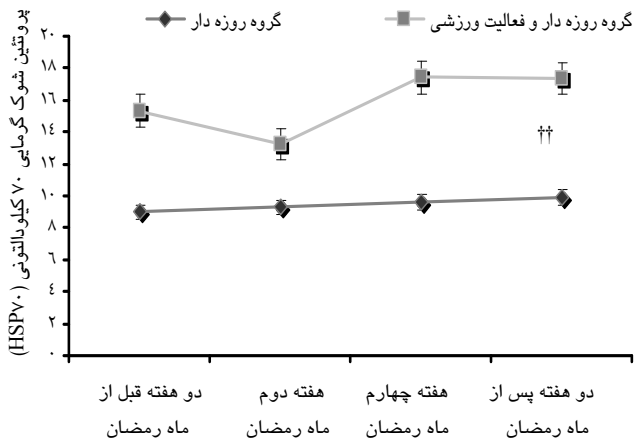 گروه روزه دار و فعالیت ورزشی
گروه روزه دار
پروتئین شوک گرمایی ۷۰ کیلودالتونی (HSP۷۰)
۲۰
۱۸
۱۶
۱۴
۱۲
۱۰
۸
۶
۴
۲
۰
††
دو هفته قبل از
ماه رمضان
هفته دوم
ماه رمضان
هفته چهارم
ماه رمضان
دو هفته پس از
ماه رمضان